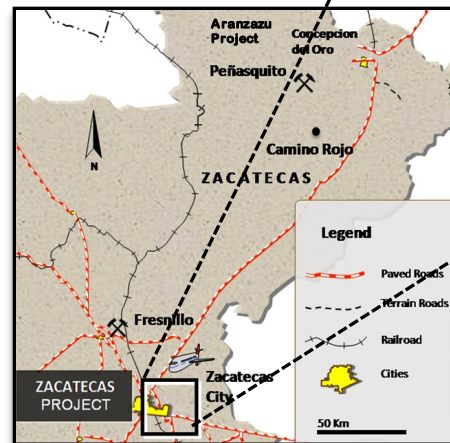 Aranzazu
Project
Concepcion
del Oro
Peñasquito
Camino Rojo
ZACATECAS
N
Legend
Paved Roads
Terrain Roads
Railroad
Cities
50 Km
Fresnillo
Zacatecas
City
ZACATECAS
PROJECT